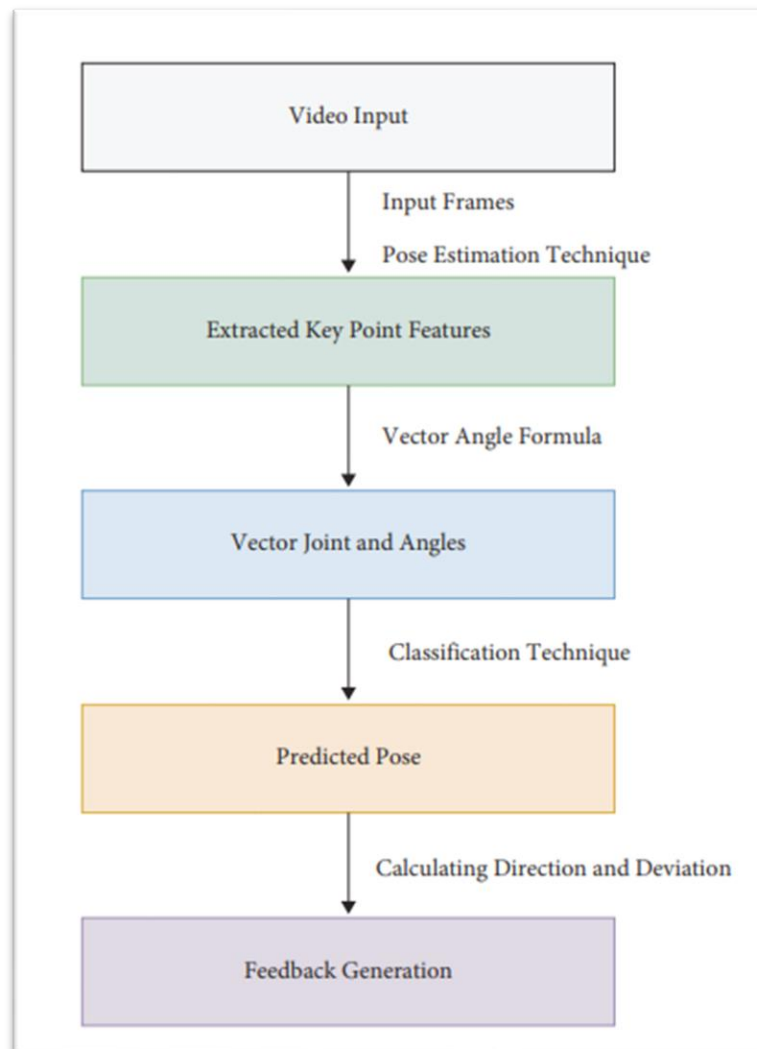 Video Input
Input Frames
Pose Estimation Technique
Extracted Key Point Features
Vector Angle Formula
Vector Joint and Angles
Classification Technique
Predicted Pose
Calculating Direction and Deviation
Feedback Generation